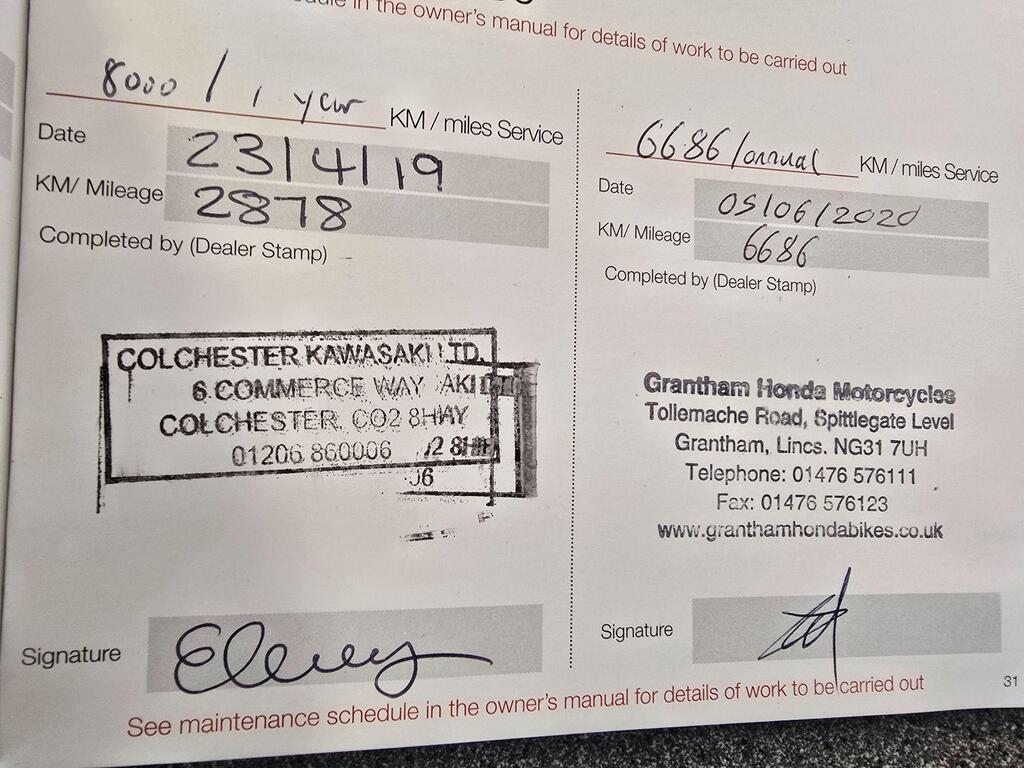 schedule in the owner's manual for details of work to be carried out
8000 / 1 year KM / miles Service
Date 23/4/19
KM/ Mileage 2878
Completed by (Dealer Stamp)
COLCHESTER KAWASAKI LTD.
6 COMMERCE WAY AKI LTD
COLCHESTER. CO2 8HAY
01206 860006 /2 8HH
06
Signature
6686/annual KM / miles Service
Date 05/06/2020
KM/ Mileage 6686
Completed by (Dealer Stamp)
Grantham Honda Motorcycles
Tollemache Road, Spittlegate Level
Grantham, Lincs. NG31 7UH
Telephone: 01476 576111
Fax: 01476 576123
www.granthamhondabikes.co.uk
Signature
31
See maintenance schedule in the owner's manual for details of work to be carried out